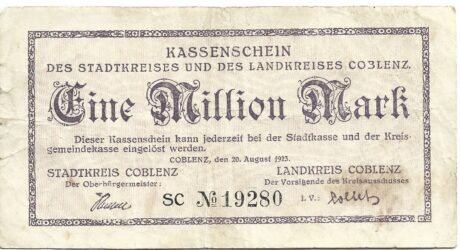 KASSENSCHEIN
DES STADTKREISES UND DES LANDKREISES COBLENZ.
Eine Million Mark
Dieser Kassenschein kann jederzeit bei der Stadtkasse und der Kreis-
gemeindekasse eingelöst werden.
COBLENZ, den 20. August 1923.
STADTKREIS COBLENZ
Der Oberbürgermeister:
LANDKREIS COBLENZ
Der Vorsitzende des Kreisausschusses
I. V.:
SC № 19280